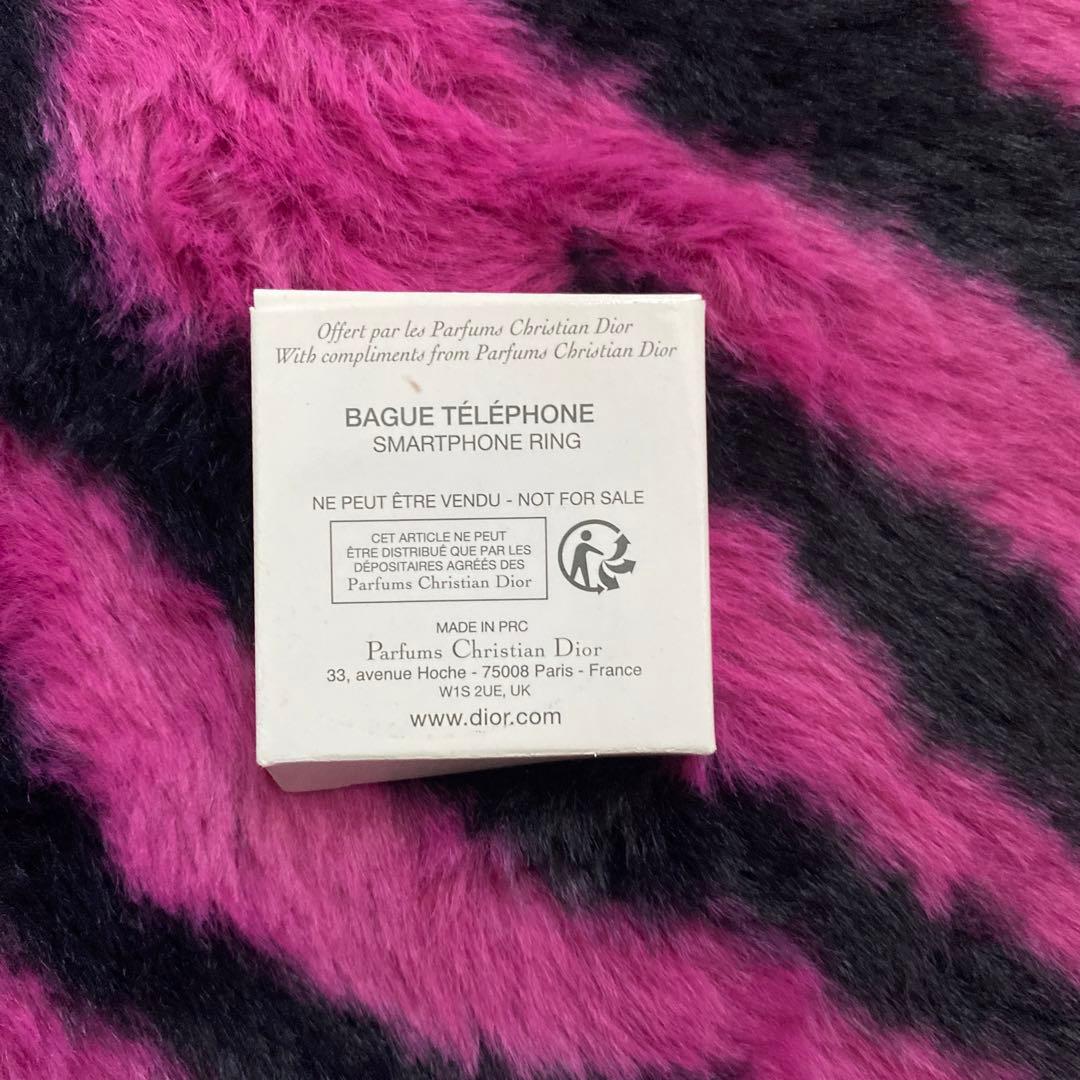 Offert par les Parfums Christian Dior
With compliments from Parfums Christian Dior
BAGUE TÉLÉPHONE
SMARTPHONE RING
NE PEUT ÊTRE VENDU - NOT FOR SALE
CET ARTICLE NE PEUT
ÊTRE DISTRIBUÉ QUE PAR LES
DÉPOSITAIRES AGRÉÉS DES
Parfums Christian Dior
MADE IN PRC
Parfums Christian Dior
33, avenue Hoche - 75008 Paris - France
W1S 2UE, UK
www.dior.com